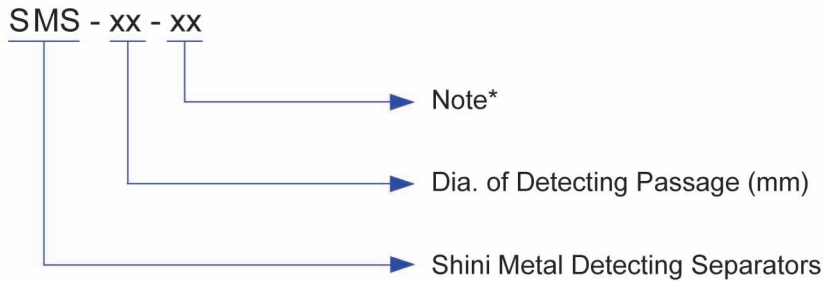 SMS - xx - xx
Note*
Dia. of Detecting Passage (mm)
Shini Metal Detecting Separators